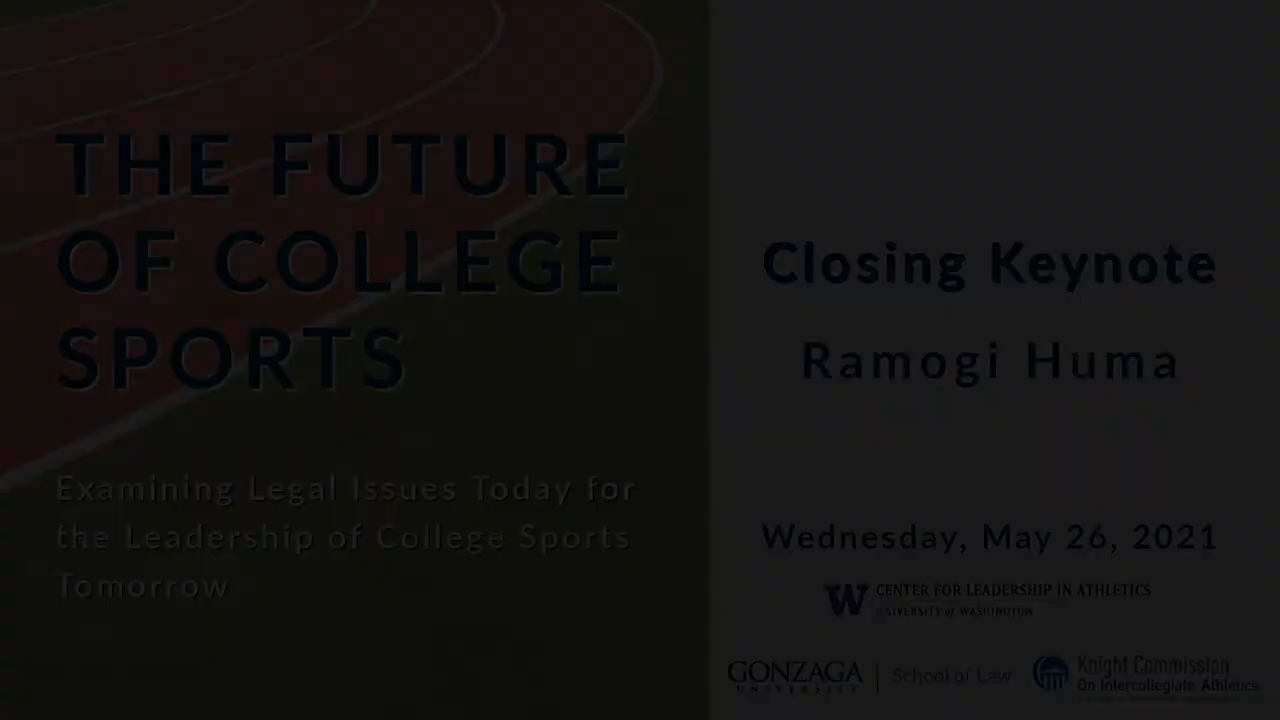 THE FUTURE
OF COLLEGE
SPORTS
Examining Legal Issues Today for
the Leadership of College Sports
Tomorrow
Closing Keynote
Ramogi Huma
Wednesday, May 26, 2021
W CENTER FOR LEADERSHIP IN ATHLETICS
UNIVERSITY of WASHINGTON
GONZAGA
UNIVERSITY
School of Law
Knight Commission
On Intercollegiate Athletics